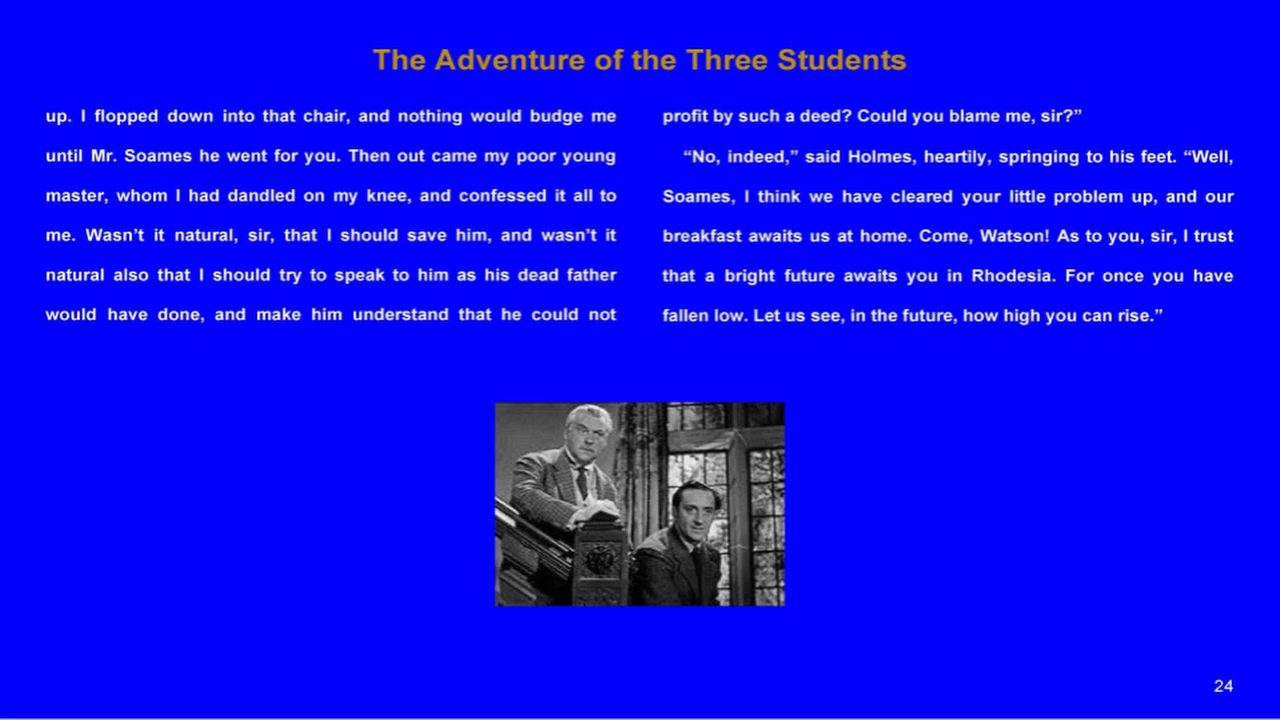 The Adventure of the Three Students
up. I flopped down into that chair, and nothing would budge me
until Mr. Soames he went for you. Then out came my poor young
master, whom I had dandled on my knee, and confessed it all to
me. Wasn’t it natural, sir, that I should save him, and wasn’t it
natural also that I should try to speak to him as his dead father
would have done, and make him understand that he could not
profit by such a deed? Could you blame me, sir?”
“No, indeed,” said Holmes, heartily, springing to his feet. “Well,
Soames, I think we have cleared your little problem up, and our
breakfast awaits us at home. Come, Watson! As to you, sir, I trust
that a bright future awaits you in Rhodesia. For once you have
fallen low. Let us see, in the future, how high you can rise.”
24